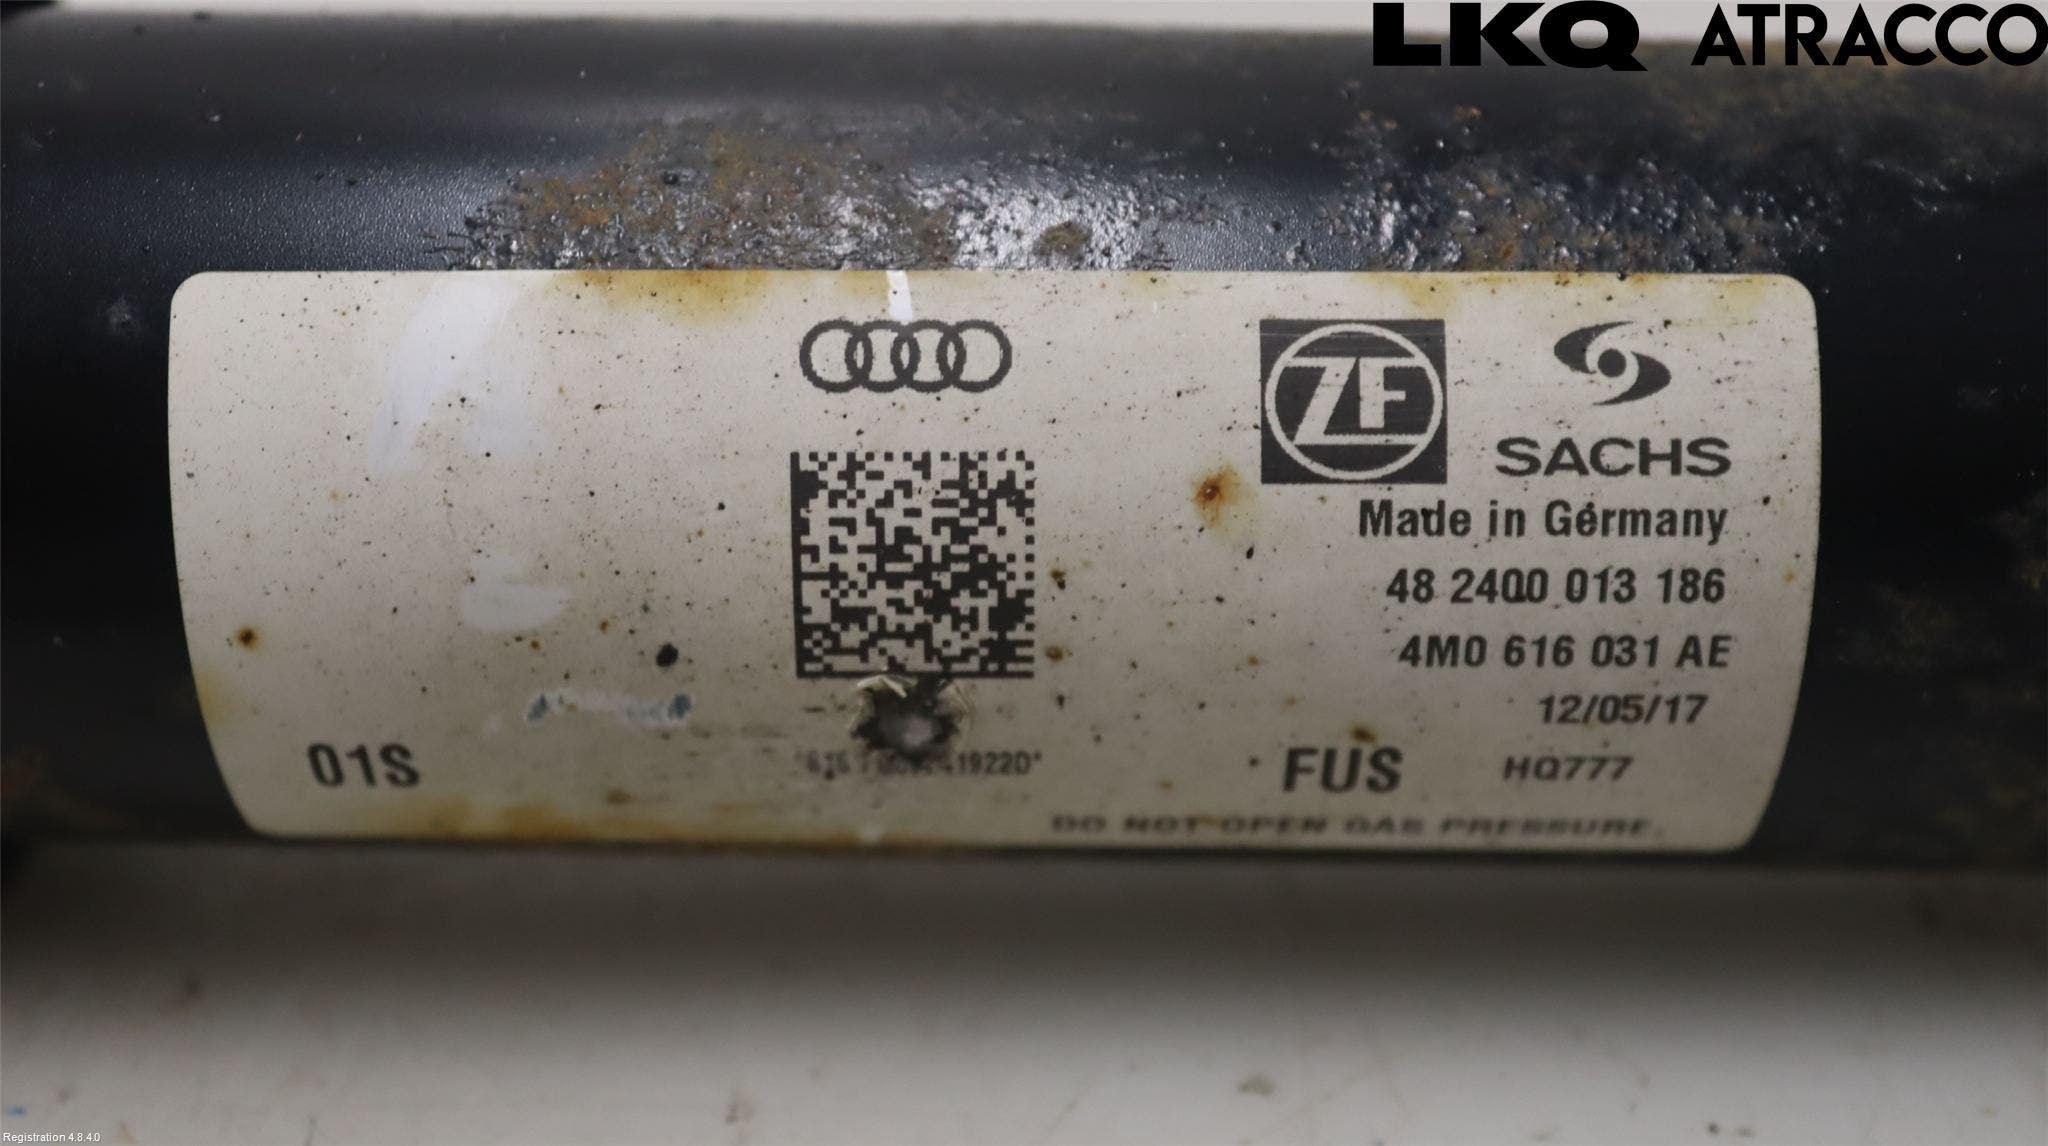 LKQ ATRACCO
ZF
SACHS
Made in Germany
48 2400 013 186
4M0 616 031 AE
12/05/17
01S
FUS
HQ777
DO NOT OPEN GAS PRESSURE.
Registration 4.8.4.0